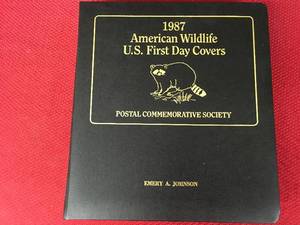 1987
American Wildlife
U.S. First Day Covers
POSTAL COMMEMORATIVE SOCIETY
EMERY A. JOHNSON